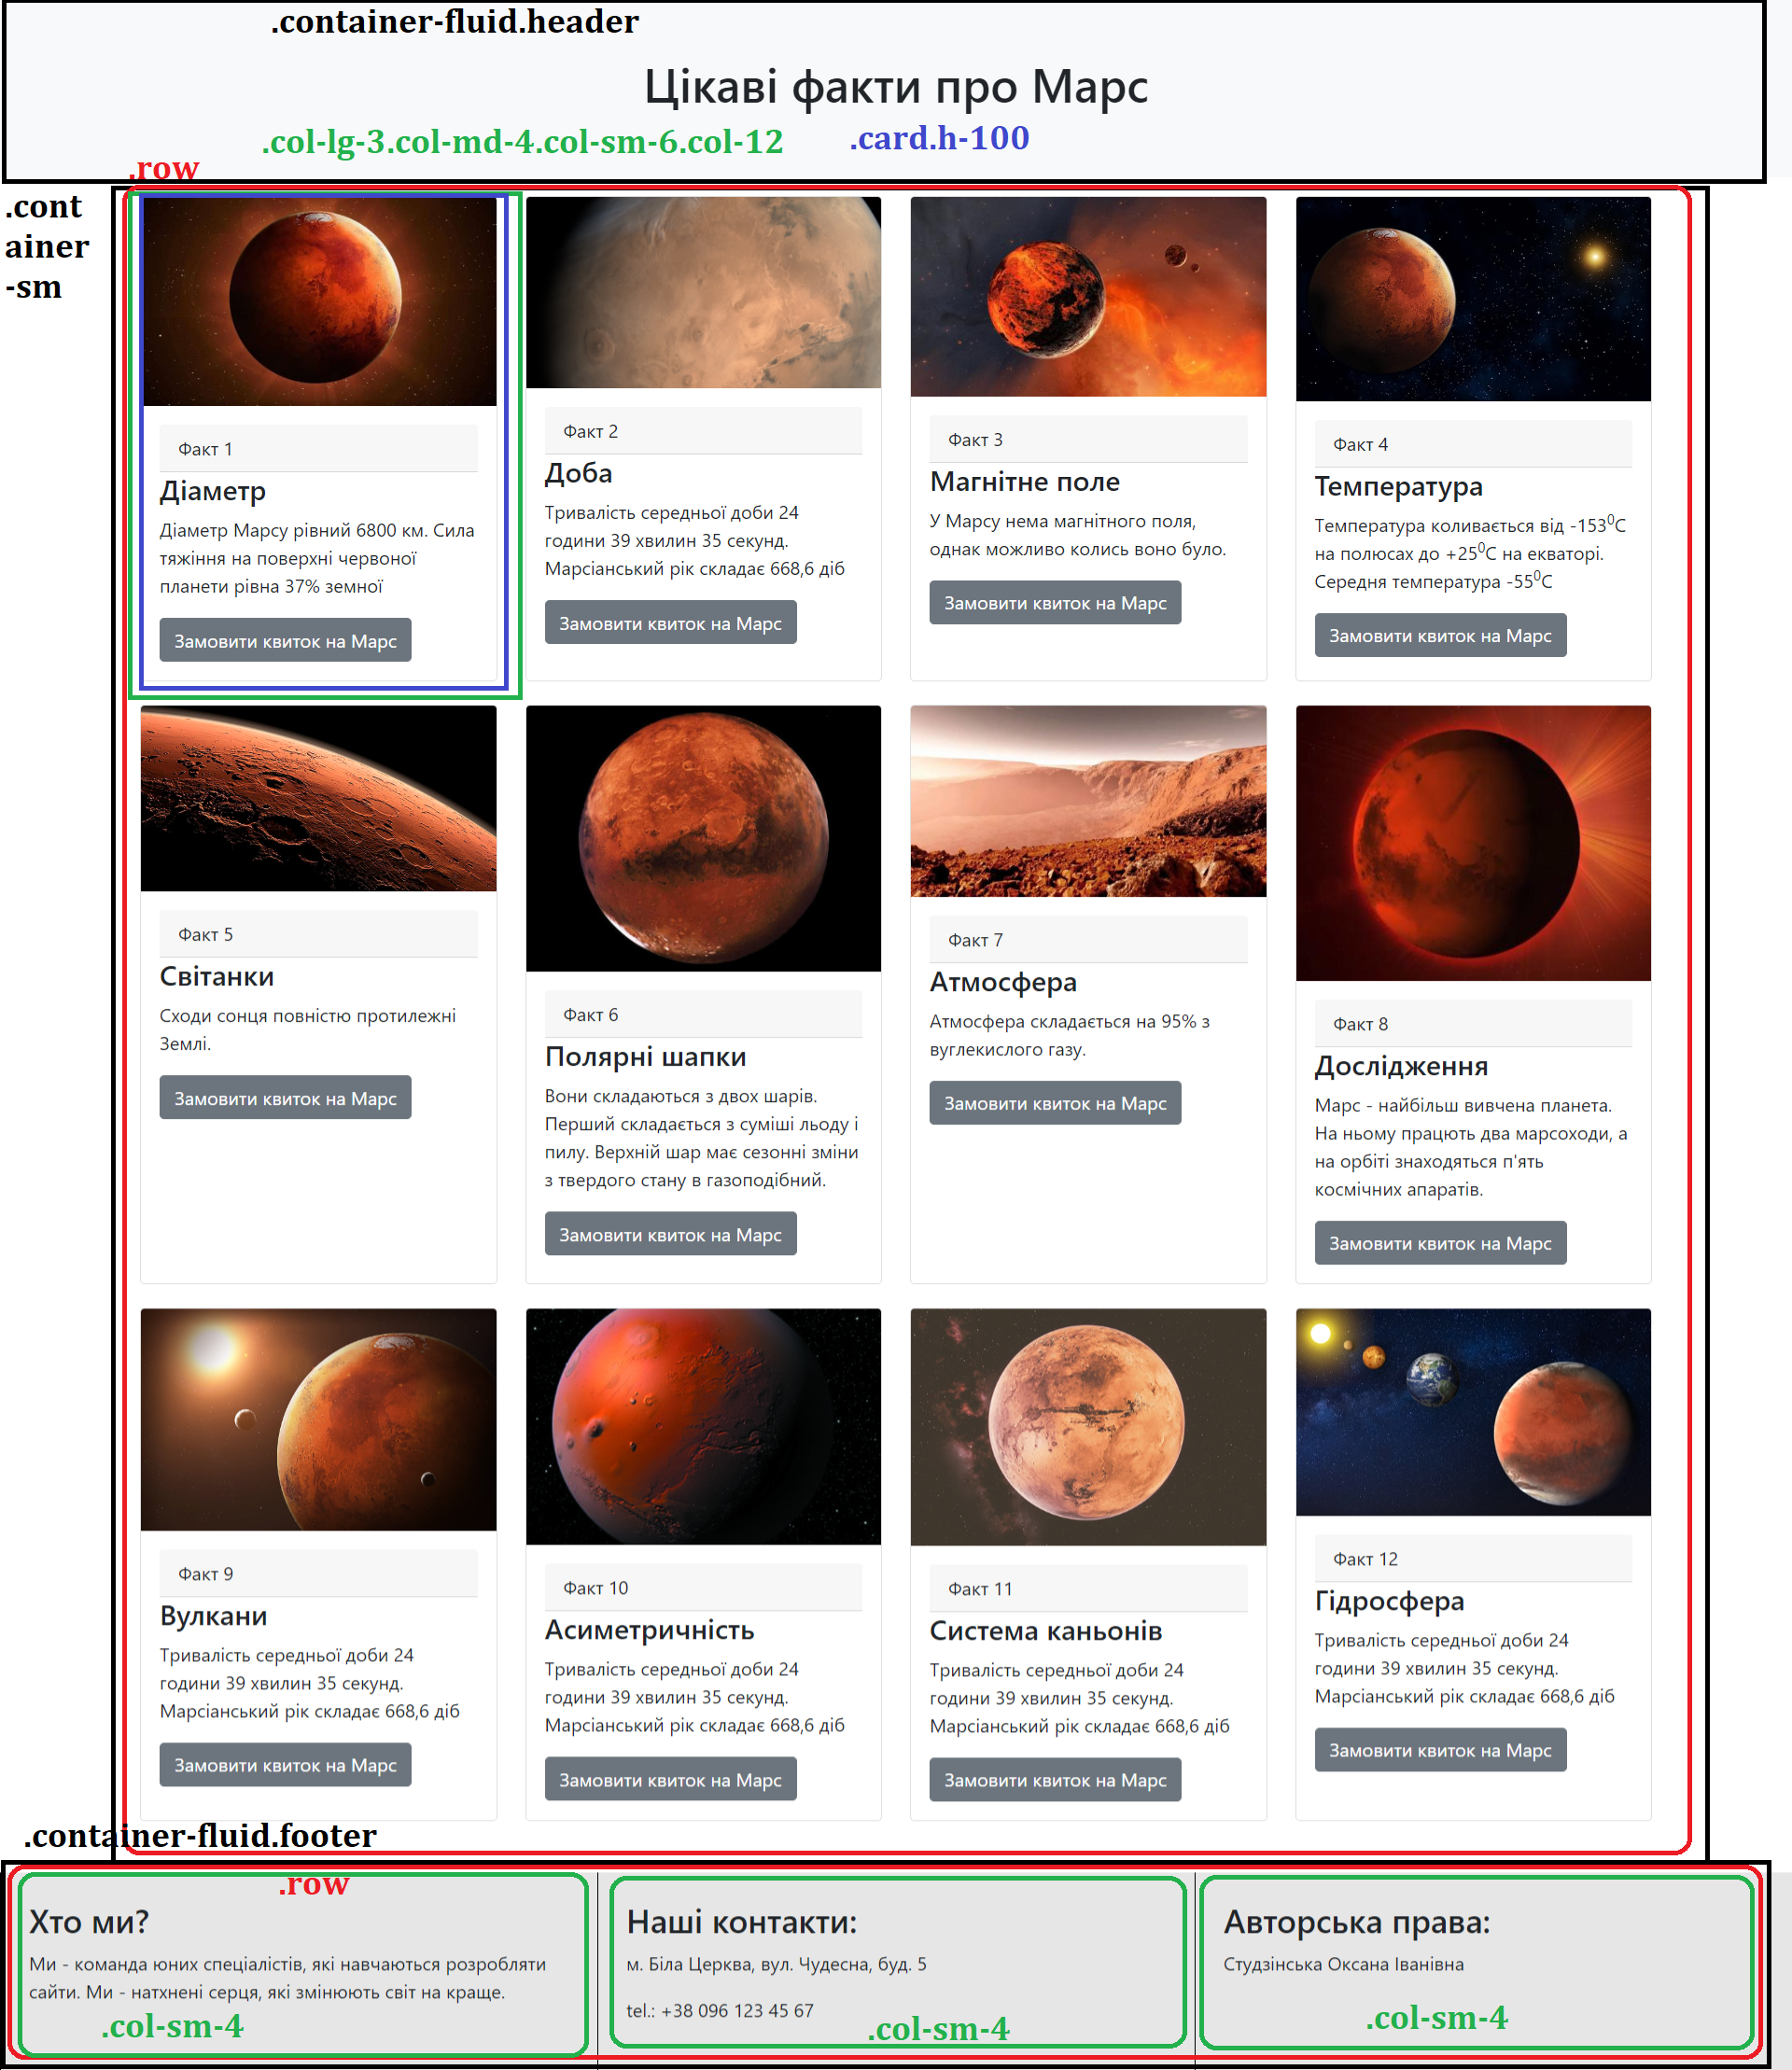 .container-fluid.header
Цікаві факти про Марс
.col-lg-3.col-md-4.col-sm-6.col-12
.card.h-100
.row
.cont
ainer
-sm
Факт 1
Діаметр
Діаметр Марсу рівний 6800 км. Сила
тяжіння на поверхні червоної
планети рівна 37% земної
Замовити квиток на Марс
Факт 2
Доба
Тривалість середньої доби 24
години 39 хвилин 35 секунд.
Марсіанський рік складає 668,6 діб
Замовити квиток на Марс
Факт 3
Магнітне поле
У Марсу нема магнітного поля,
однак можливо колись воно було.
Замовити квиток на Марс
Факт 4
Температура
Температура коливається від -153⁰С
на полюсах до +25⁰С на екваторі.
Середня температура -55⁰С
Замовити квиток на Марс
Факт 5
Світанки
Сходи сонця повністю протилежні
Землі.
Замовити квиток на Марс
Факт 6
Полярні шапки
Вони складаються з двох шарів.
Перший складається з суміші льоду і
пилу. Верхній шар має сезонні зміни
з твердого стану в газоподібний.
Замовити квиток на Марс
Факт 7
Атмосфера
Атмосфера складається на 95% з
вуглекислого газу.
Замовити квиток на Марс
Факт 8
Дослідження
Марс - найбільш вивчена планета.
На ньому працють два марсоходи, а
на орбіті знаходяться п'ять
космічних апаратів.
Замовити квиток на Марс
Факт 9
Вулкани
Тривалість середньої доби 24
години 39 хвилин 35 секунд.
Марсіанський рік складає 668,6 діб
Замовити квиток на Марс
Факт 10
Асиметричність
Тривалість середньої доби 24
години 39 хвилин 35 секунд.
Марсіанський рік складає 668,6 діб
Замовити квиток на Марс
Факт 11
Система каньонів
Тривалість середньої доби 24
години 39 хвилин 35 секунд.
Марсіанський рік складає 668,6 діб
Замовити квиток на Марс
Факт 12
Гідросфера
Тривалість середньої доби 24
години 39 хвилин 35 секунд.
Марсіанський рік складає 668,6 діб
Замовити квиток на Марс
.container-fluid.footer
.row
Хто ми?
Ми - команда юних спеціалістів, які навчаються розробляти
сайти. Ми - натхнені серця, які змінюють світ на краще.
.col-sm-4
Наші контакти:
м. Біла Церква, вул. Чудесна, буд. 5
tel.: +38 096 123 45 67
.col-sm-4
Авторська права:
Студзінська Оксана Іванівна
.col-sm-4